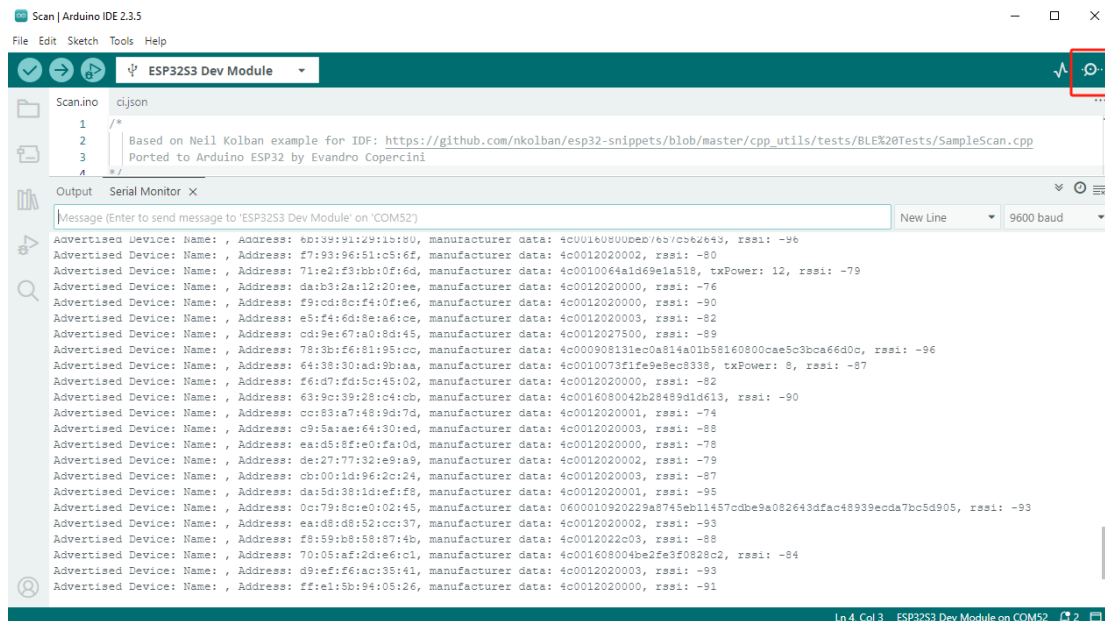 Scan | Arduino IDE 2.3.5
File Edit Sketch Tools Help
ESP32S3 Dev Module
Scan.ino ci.json
1 /*
2 Based on Neil Kolban example for IDF: https://github.com/nkolban/esp32-snippets/blob/master/cpp_utils/tests/BLE%20Tests/SampleScan.cpp
3 Ported to Arduino ESP32 by Evandro Copercini
4 */
Output Serial Monitor
Message (Enter to send message to 'ESP32S3 Dev Module' on 'COM52') New Line 9600 baud
Advertised Device: Name: , Address: 6b:39:91:29:15:80, manufacturer data: 4c00160800beb7657c562643, rssi: -96
Advertised Device: Name: , Address: f7:93:96:51:c5:6f, manufacturer data: 4c0012020002, rssi: -80
Advertised Device: Name: , Address: 71:e2:f3:bb:0f:6d, manufacturer data: 4c0010064a1d69e1a518, txPower: 12, rssi: -79
Advertised Device: Name: , Address: da:b3:2a:12:20:ee, manufacturer data: 4c0012020000, rssi: -76
Advertised Device: Name: , Address: f9:cd:8c:f4:0f:e6, manufacturer data: 4c0012020000, rssi: -90
Advertised Device: Name: , Address: e5:f4:6d:8e:a6:ce, manufacturer data: 4c0012020003, rssi: -82
Advertised Device: Name: , Address: cd:9e:67:a0:8d:45, manufacturer data: 4c0012027500, rssi: -89
Advertised Device: Name: , Address: 78:3b:f6:81:95:cc, manufacturer data: 4c000908131ec0a814a01b58160800cae5c3bca66d0c, rssi: -96
Advertised Device: Name: , Address: 64:38:30:ad:9b:aa, manufacturer data: 4c0010073f1fe9e8ec8338, txPower: 8, rssi: -87
Advertised Device: Name: , Address: f6:d7:fd:5c:45:02, manufacturer data: 4c0012020000, rssi: -82
Advertised Device: Name: , Address: 63:9c:39:28:c4:cb, manufacturer data: 4c0016080042b28489d1d613, rssi: -90
Advertised Device: Name: , Address: cc:83:a7:48:9d:7d, manufacturer data: 4c0012020001, rssi: -74
Advertised Device: Name: , Address: c9:5a:ae:64:30:ed, manufacturer data: 4c0012020003, rssi: -88
Advertised Device: Name: , Address: ea:d5:8f:e0:fa:0d, manufacturer data: 4c0012020000, rssi: -78
Advertised Device: Name: , Address: de:27:77:32:e9:a9, manufacturer data: 4c0012020002, rssi: -79
Advertised Device: Name: , Address: cb:00:1d:96:2c:24, manufacturer data: 4c0012020003, rssi: -87
Advertised Device: Name: , Address: da:5d:38:1d:ef:f8, manufacturer data: 4c0012020001, rssi: -95
Advertised Device: Name: , Address: 0c:79:8c:e0:02:45, manufacturer data: 0600010920229a8745eb11457cdbe9a082643dfac48939ecda7bc5d905, rssi: -93
Advertised Device: Name: , Address: ea:d8:d8:52:cc:37, manufacturer data: 4c0012020002, rssi: -93
Advertised Device: Name: , Address: f8:59:b8:58:87:4b, manufacturer data: 4c0012022c03, rssi: -88
Advertised Device: Name: , Address: 70:05:af:2d:e6:c1, manufacturer data: 4c001608004be2fe3f0828c2, rssi: -84
Advertised Device: Name: , Address: d9:ef:f6:ac:35:41, manufacturer data: 4c0012020003, rssi: -93
Advertised Device: Name: , Address: ff:e1:5b:94:05:26, manufacturer data: 4c0012020000, rssi: -91
Ln 4, Col 3 ESP32S3 Dev Module on COM52 2